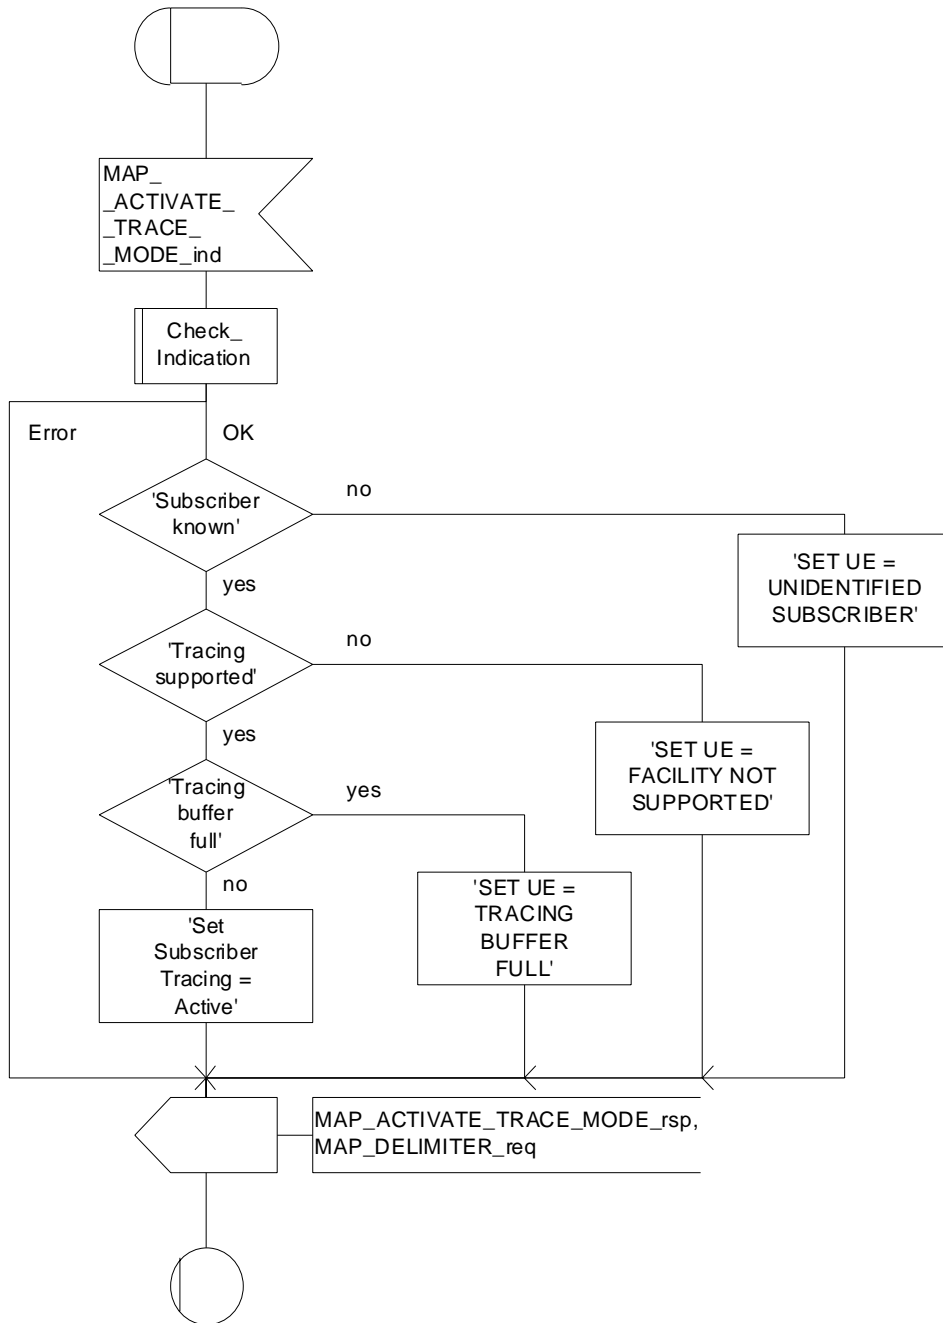 MAP_
_ACTIVATE_
_TRACE_
_MODE_ind
Check_
Indication
Error
OK
'Subscriber
known'
no
'SET UE =
UNIDENTIFIED
SUBSCRIBER'
yes
'Tracing
supported'
no
'SET UE =
FACILITY NOT
SUPPORTED'
yes
'Tracing
buffer
full'
yes
'SET UE =
TRACING
BUFFER
FULL'
no
'Set
Subscriber
Tracing =
Active'
MAP_ACTIVATE_TRACE_MODE_rsp,
MAP_DELIMITER_req